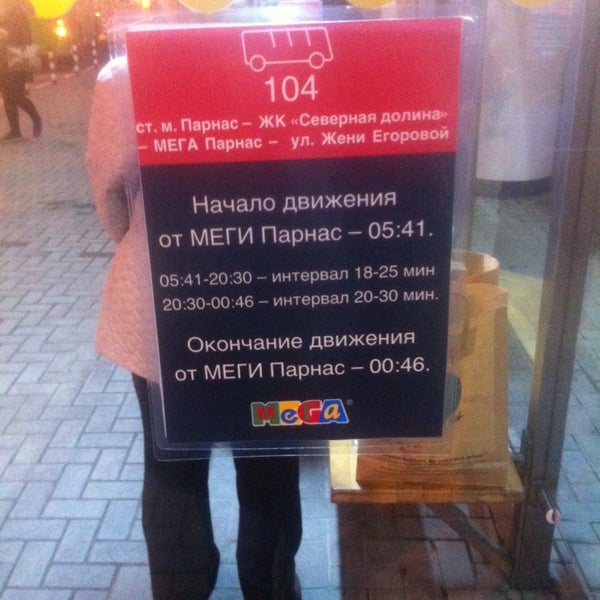 104
ст. м. Парнас – ЖК «Северная долина»
– МЕГА Парнас – ул. Жени Егоровой
Начало движения
от МЕГИ Парнас – 05:41.
05:41-20:30 – интервал 18-25 мин
20:30-00:46 – интервал 20-30 мин.
Окончание движения
от МЕГИ Парнас – 00:46.
МеGа®